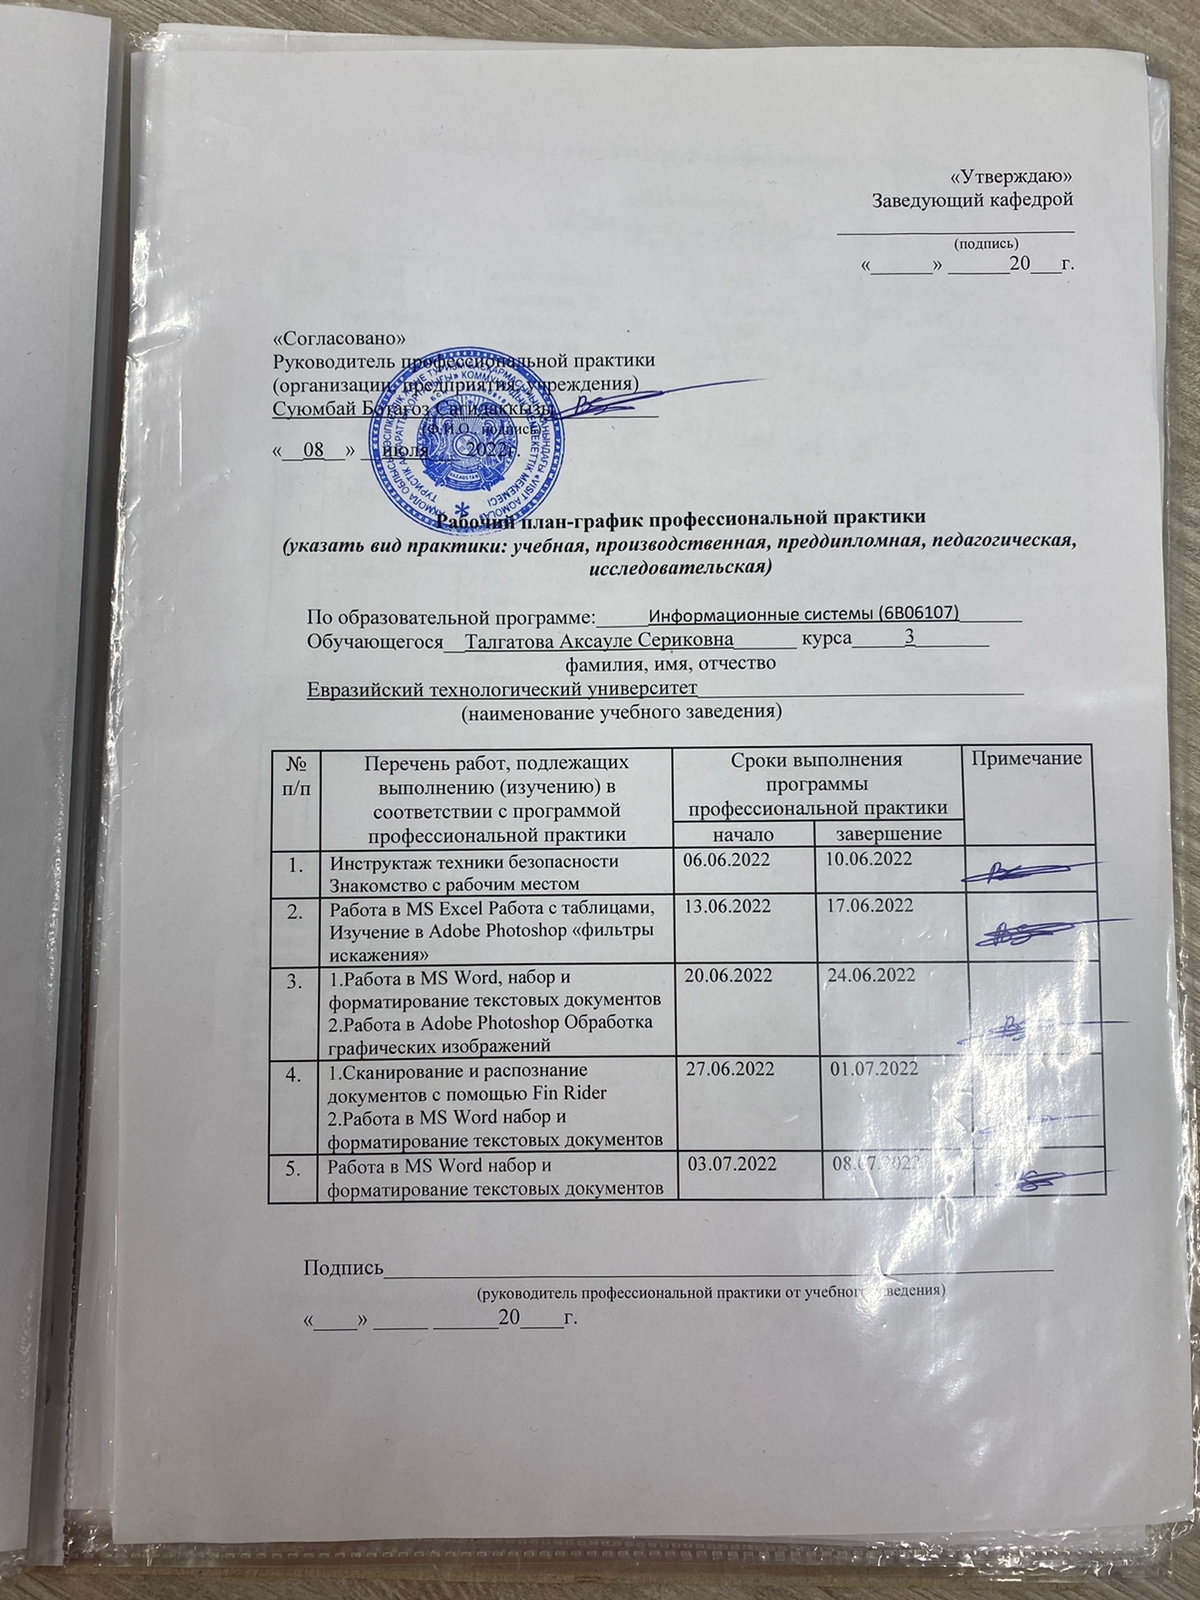 «Утверждаю»
Заведующий кафедрой
(подпись)
«______» ______20___г.
«Согласовано»
Руководитель профессиональной практики
(организации, предприятия, учреждения)
Суюмбай Ботагоз Сагидаккызы
(Ф.И.О., подпись)
«__08__» __июля__ 2022г.
Рабочий план-график профессиональной практики
(указать вид практики: учебная, производственная, преддипломная, педагогическая,
исследовательская)
По образовательной программе:_____Информационные системы (6В06107)______
Обучающегося__Талгатова Аксауле Сериковна______ курса_____3_______
фамилия, имя, отчество
Евразийский технологический университет
(наименование учебного заведения)
№ п/п
Перечень работ, подлежащих
выполнению (изучению) в
соответствии с программой
профессиональной практики
Сроки выполнения
программы
профессиональной практики
Примечание
начало завершение
1. Инструктаж техники безопасности 06.06.2022 10.06.2022
Знакомство с рабочим местом
2. Работа в MS Excel Работа с таблицами, 13.06.2022 17.06.2022
Изучение в Adobe Photoshop «фильтры
искажения»
3. 1.Работа в MS Word, набор и 20.06.2022 24.06.2022
форматирование текстовых документов
2.Работа в Adobe Photoshop Обработка
графических изображений
4. 1.Сканирование и распознание 27.06.2022 01.07.2022
документов с помощью Fin Rider
2.Работа в MS Word набор и
форматирование текстовых документов
5. Работа в MS Word набор и 03.07.2022 08.07.2022
форматирование текстовых документов
Подпись
(руководитель профессиональной практики от учебного заведения)
«____» _____ ______20____г.